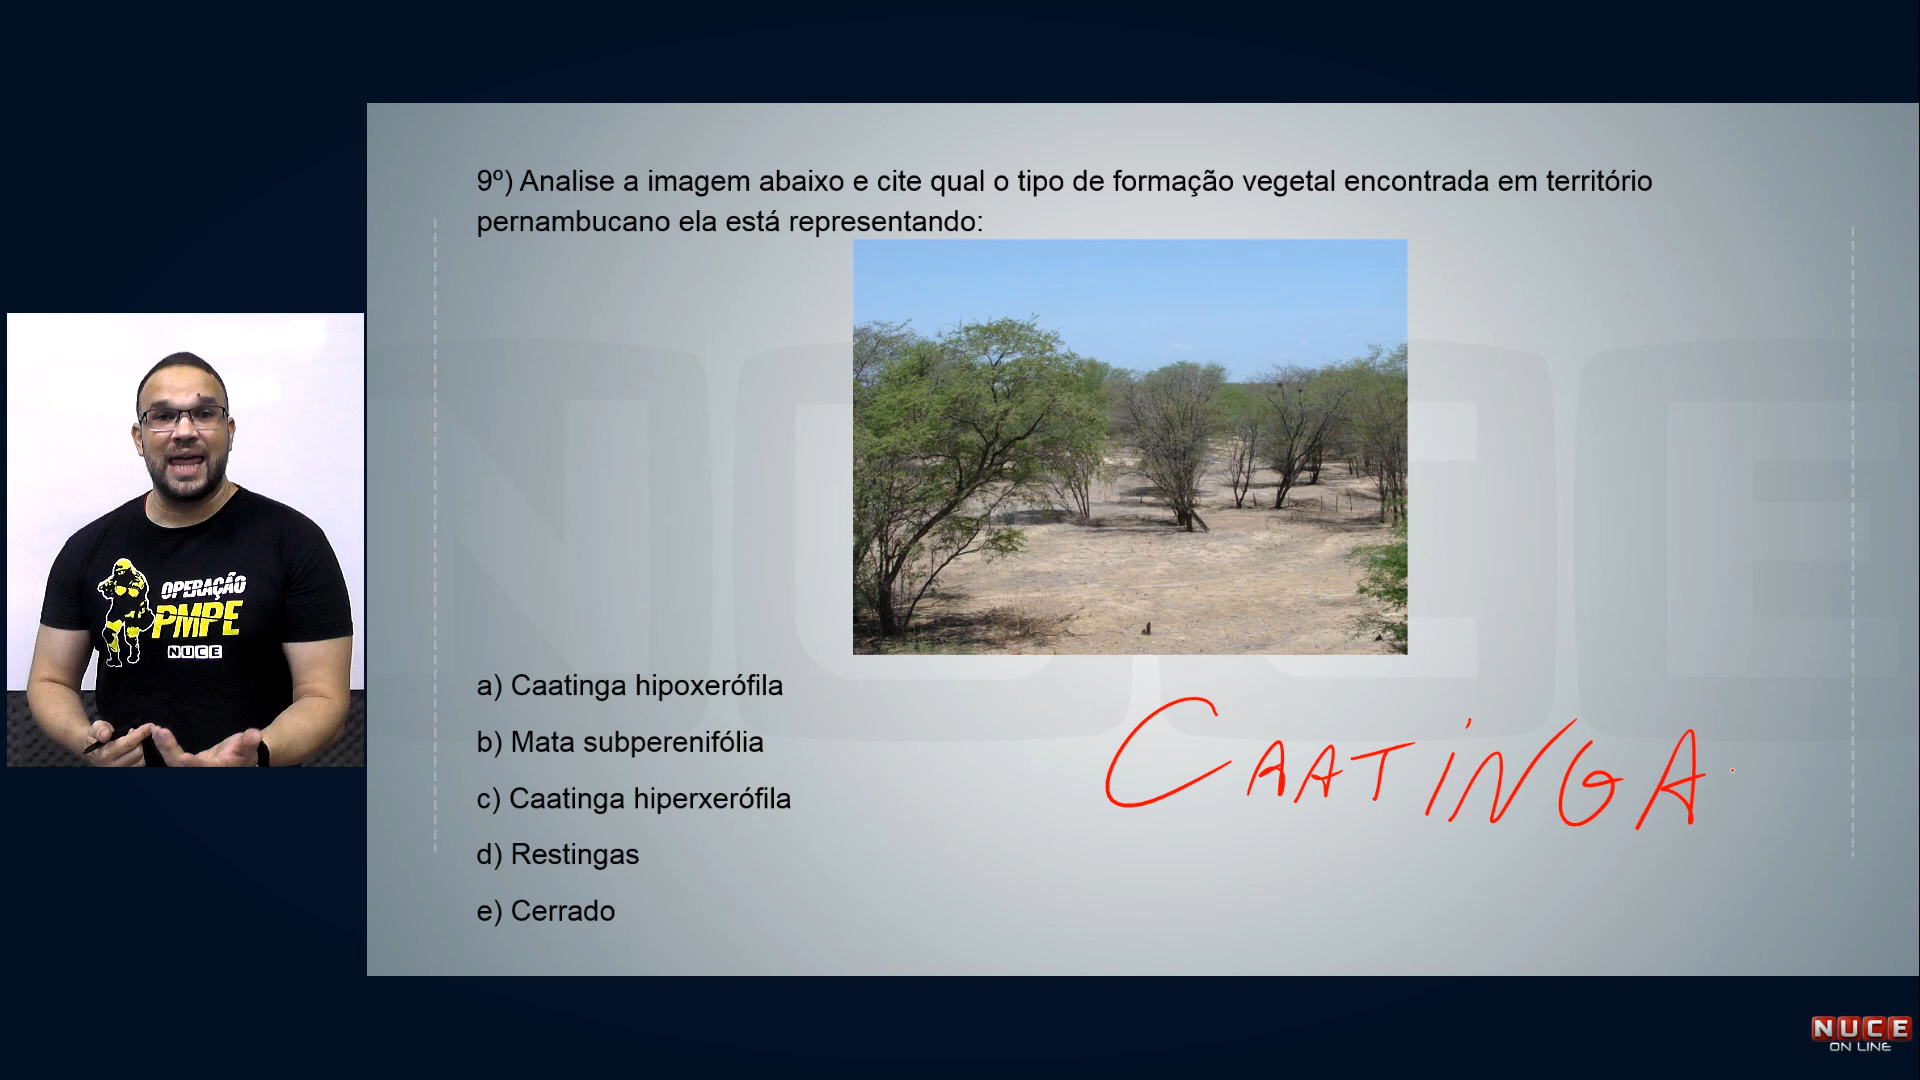 9º) Analise a imagem abaixo e cite qual o tipo de formação vegetal encontrada em território
pernambucano ela está representando:
OPERAÇÃO
PMPE
NUCE
a) Caatinga hipoxerófila
b) Mata subperenifólia
c) Caatinga hiperxerófila
d) Restingas
e) Cerrado
CAATINGA
NUCE
ON LINE